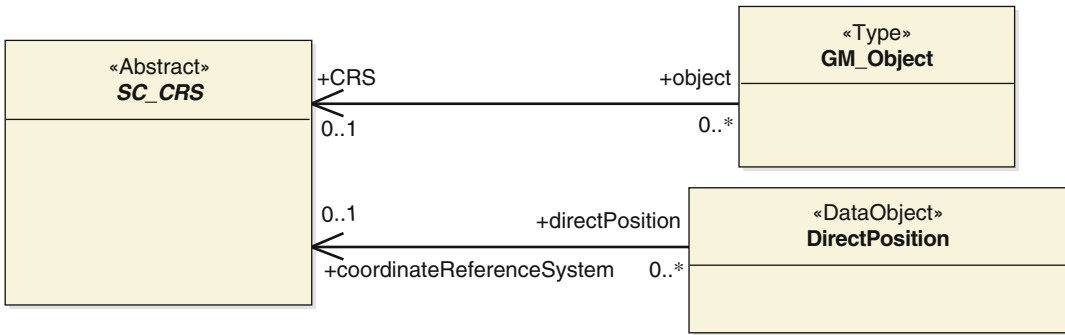 «Abstract»
SC_CRS
+CRS
0..1
+object
0..*
«Type»
GM_Object
0..1
+coordinateReferenceSystem
+directPosition
0..*
«DataObject»
DirectPosition